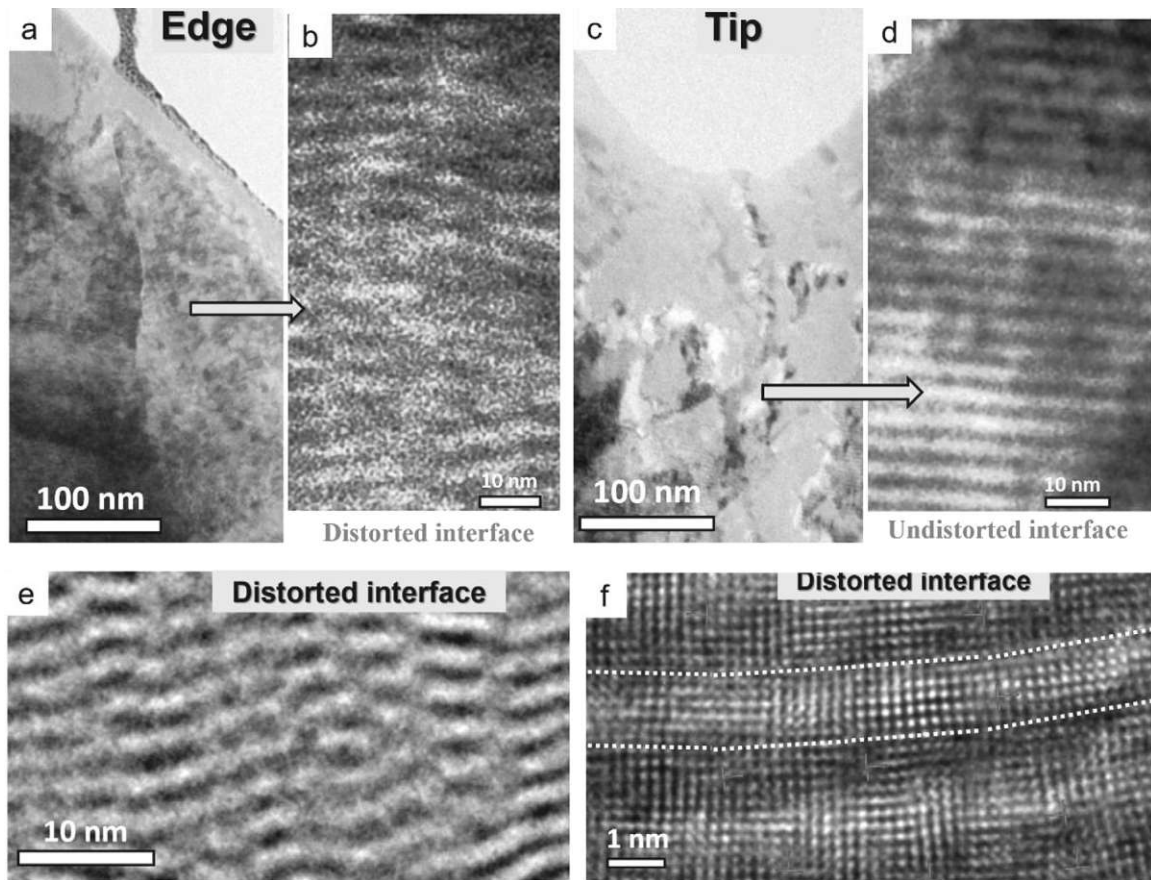 a
Edge
b
c
Tip
d
100 nm
10 nm
100 nm
10 nm
Distorted interface
Undistorted interface
e
Distorted interface
f
Distorted interface
10 nm
1 nm